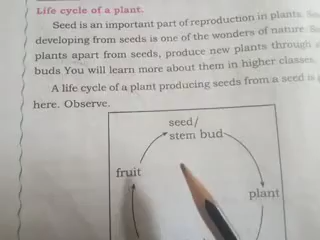 Life cycle of a plant.
Seed is an important part of reproduction in plants.
developing from seeds is one of the wonders of nature.
plants apart from seeds, produce new plants through
buds You will learn more about them in higher classes.
A life cycle of a plant producing seeds from a seed is
here. Observe.
seed/
stem bud
fruit
plant